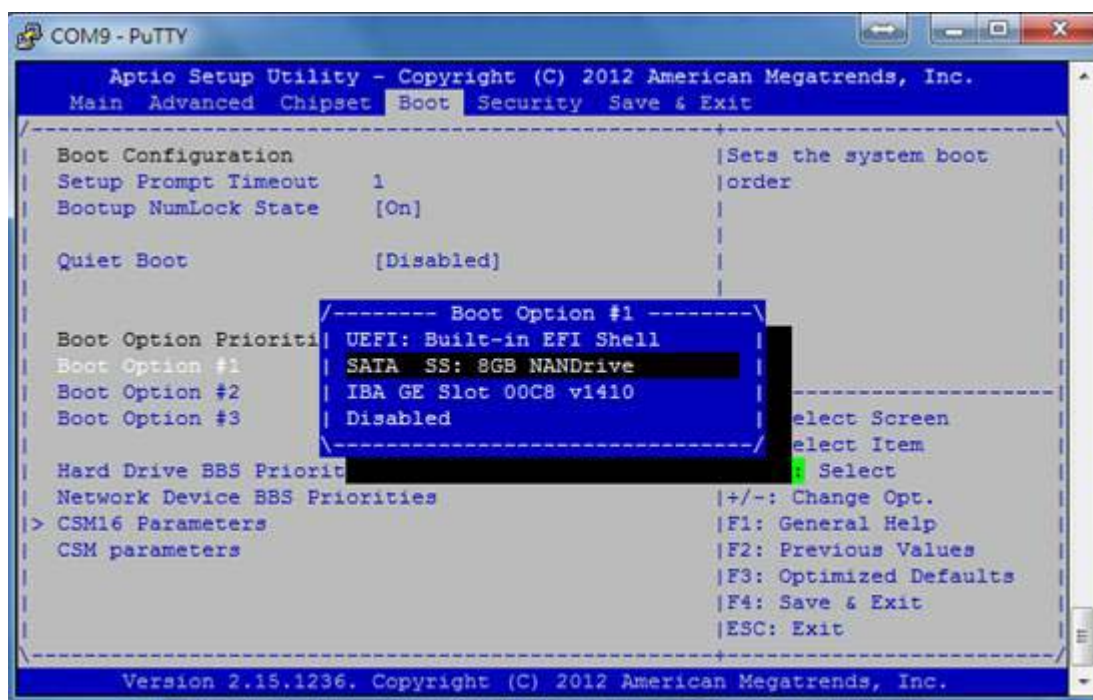 COM9 - PuTTY
Aptio Setup Utility - Copyright (C) 2012 American Megatrends, Inc.
Main Advanced Chipset Boot Security Save & Exit
Boot Configuration
Setup Prompt Timeout 1
Bootup NumLock State [On]
Quiet Boot [Disabled]
Boot Option Prioriti
Boot Option #1
Boot Option #2
Boot Option #3
Hard Drive BBS Priorit
Network Device BBS Priorities
> CSM16 Parameters
CSM parameters
Boot Option #1
UEFI: Built-in EFI Shell
SATA SS: 8GB NANDrive
IBA GE Slot 00C8 v1410
Disabled
Sets the system boot
order
elect Screen
elect Item
: Select
+/-: Change Opt.
F1: General Help
F2: Previous Values
F3: Optimized Defaults
F4: Save & Exit
ESC: Exit
Version 2.15.1236. Copyright (C) 2012 American Megatrends, Inc.